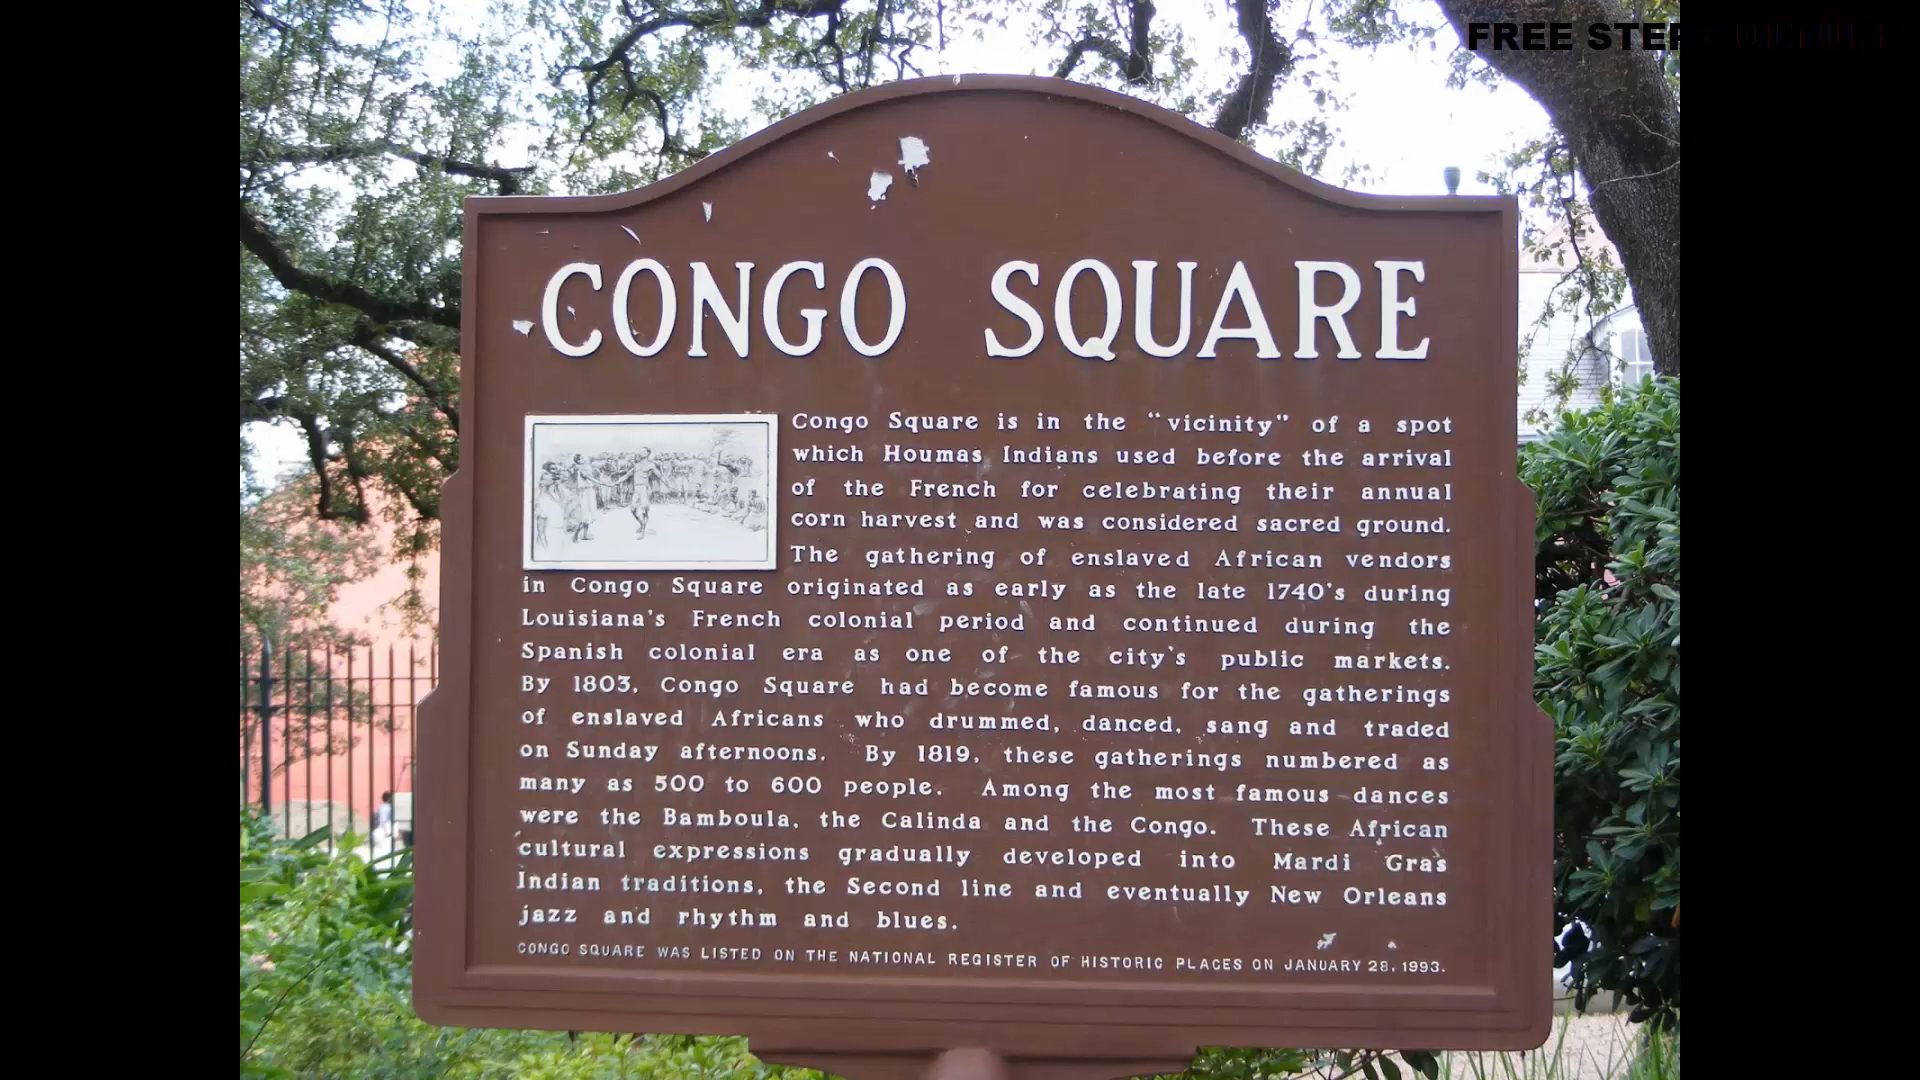 FREE STEP
CONGO SQUARE
Congo Square is in the "vicinity" of a spot
which Houmas Indians used before the arrival
of the French for celebrating their annual
corn harvest and was considered sacred ground.
The gathering of enslaved African vendors
in Congo Square originated as early as the late 1740's during
Louisiana's French colonial period and continued during the
Spanish colonial era as one of the city's public markets.
By 1803, Congo Square had become famous for the gatherings
of enslaved Africans who drummed, danced, sang and traded
on Sunday afternoons. By 1819, these gatherings numbered as
many as 500 to 600 people. Among the most famous dances
were the Bamboula, the Calinda and the Congo. These African
cultural expressions gradually developed into Mardi Gras
Indian traditions, the Second line and eventually New Orleans
jazz and rhythm and blues.
CONGO SQUARE WAS LISTED ON THE NATIONAL REGISTER OF HISTORIC PLACES ON JANUARY 28, 1993.